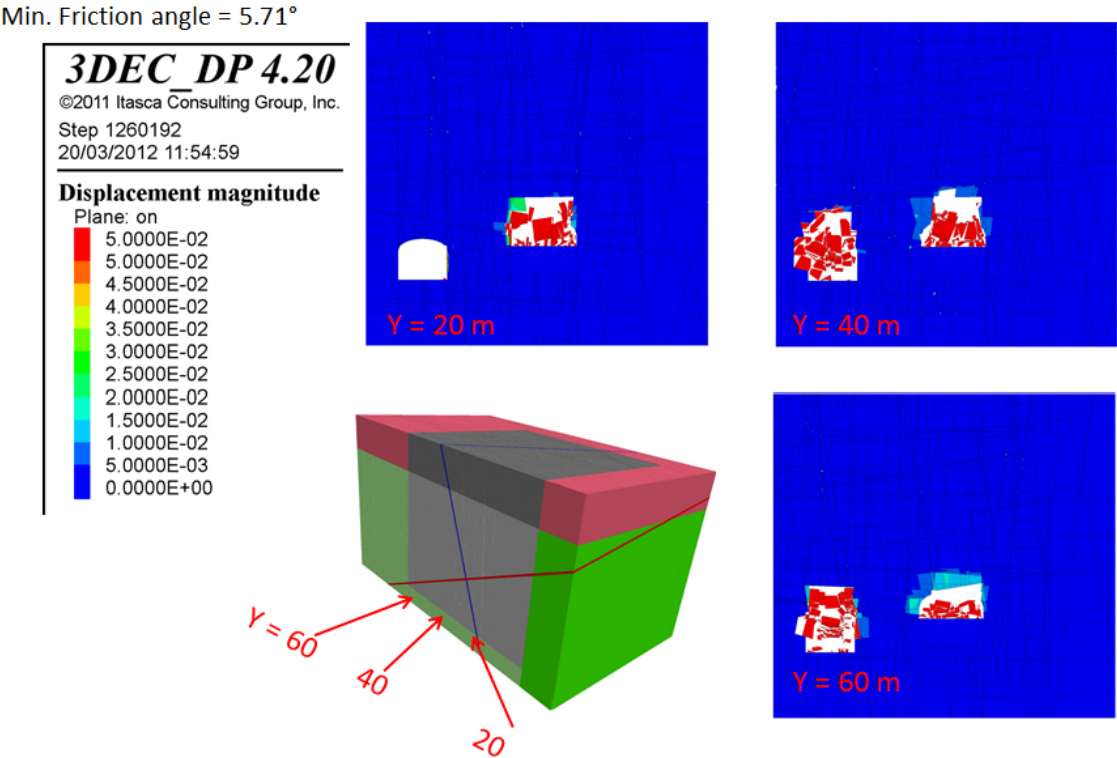 Min. Friction angle = 5.71°
3DEC_DP 4.20
©2011 Itasca Consulting Group, Inc.
Step 1260192
20/03/2012 11:54:59
Displacement magnitude
Plane: on
5.0000E-02
5.0000E-02
4.5000E-02
4.0000E-02
3.5000E-02
3.0000E-02
2.5000E-02
2.0000E-02
1.5000E-02
1.0000E-02
5.0000E-03
0.0000E+00
Y = 20 m
Y = 40 m
Y = 60
40
20
Y = 60 m